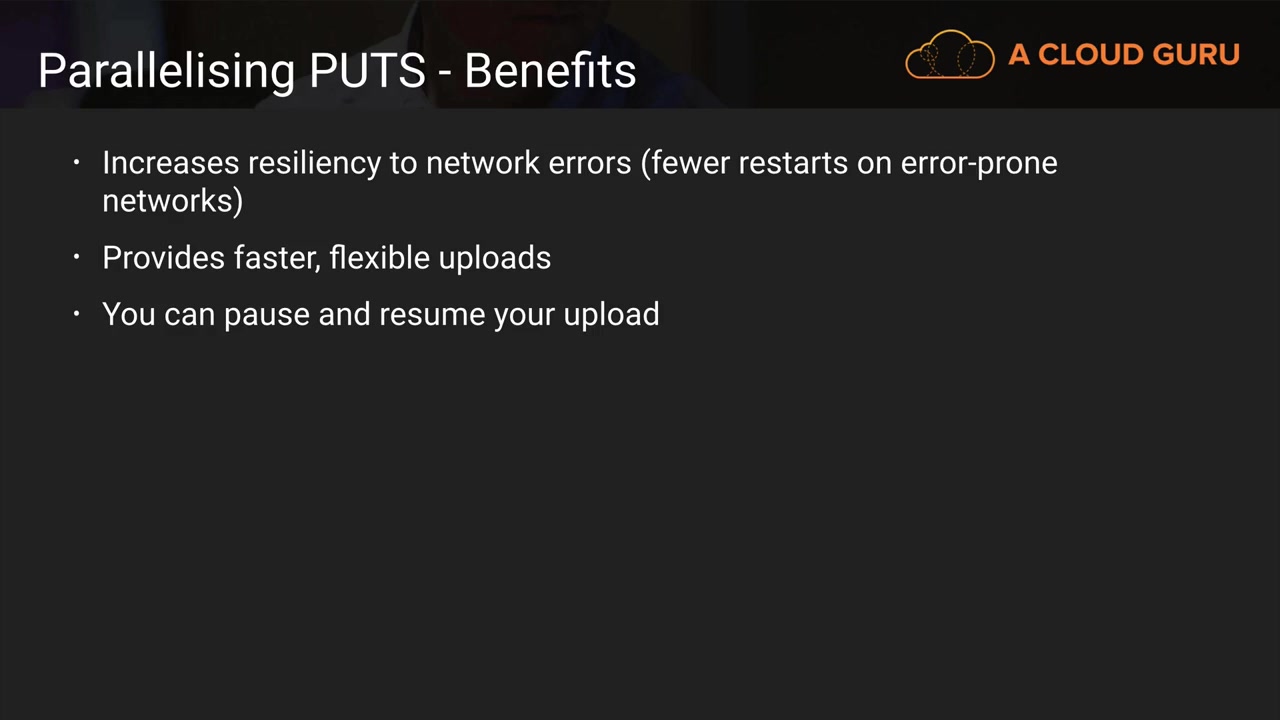 Parallelising PUTS - Benefits
A CLOUD GURU
• Increases resiliency to network errors (fewer restarts on error-prone
networks)
• Provides faster, flexible uploads
• You can pause and resume your upload